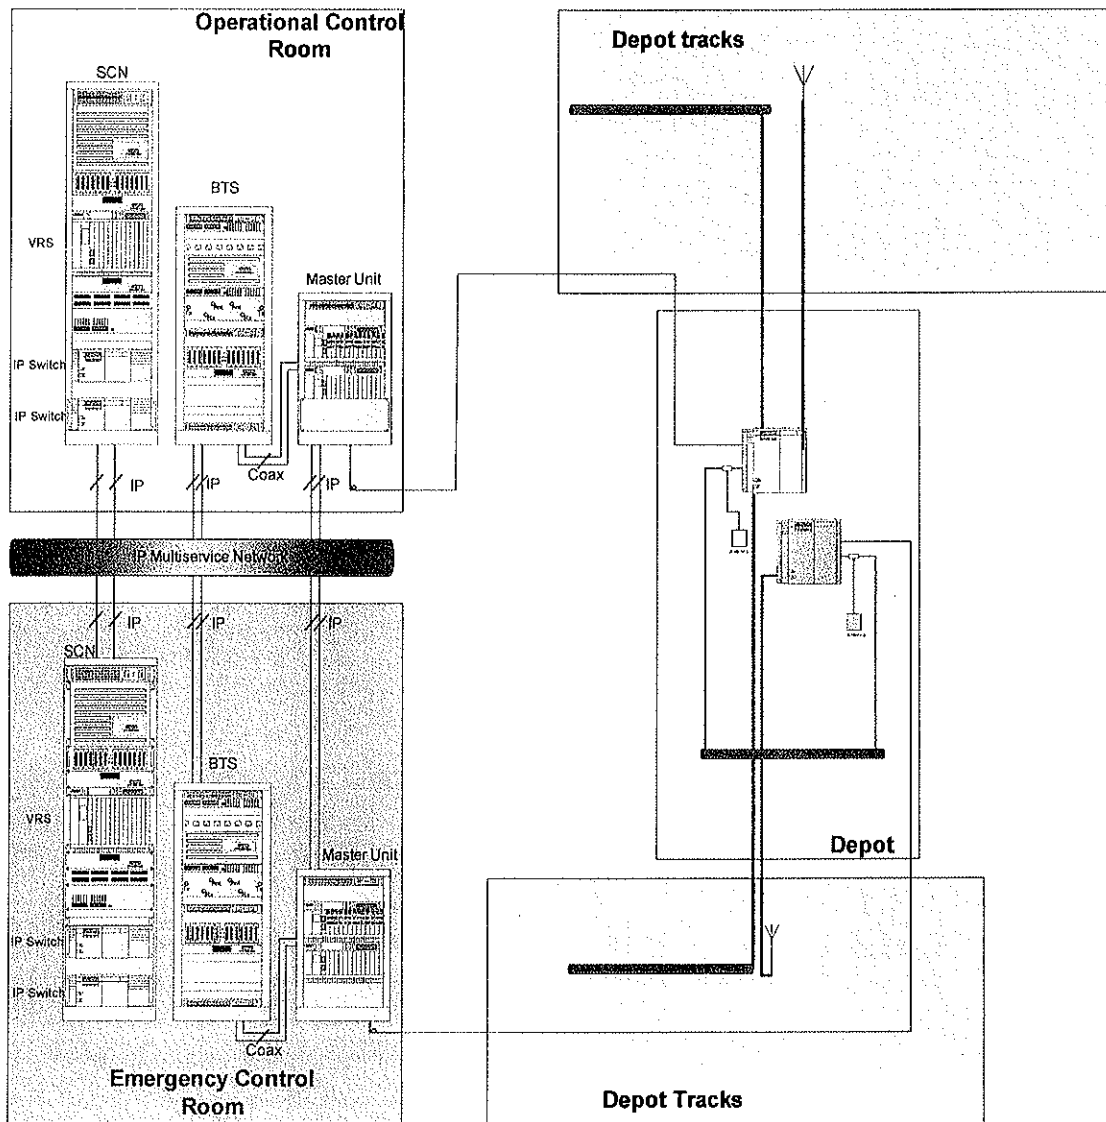 Operational Control
Room
SCN
BTS
VRS
Master Unit
IP Switch
IP Switch
IP
IP
Coax
IP
IP Multiservice Network
IP
IP
IP
SCN
BTS
VRS
Master Unit
IP Switch
IP Switch
Coax
Emergency Control
Room
Depot tracks
Depot
Depot Tracks